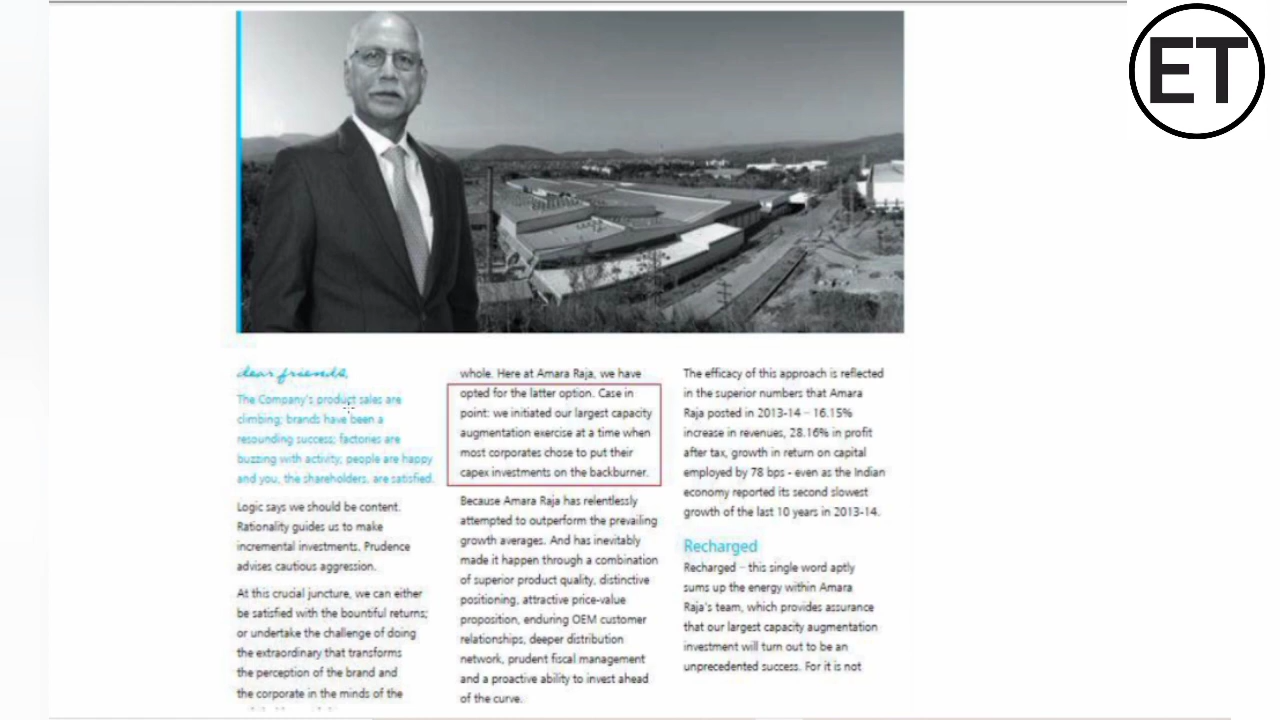 ET
dear friends,
The Company's product sales are
climbing; brands have been a
resounding success; factories are
buzzing with activity; people are happy
and you, the shareholders, are satisfied.
Logic says we should be content.
Rationality guides us to make
incremental investments. Prudence
advises cautious aggression.
At this crucial juncture, we can either
be satisfied with the bountiful returns;
or undertake the challenge of doing
the extraordinary that transforms
the perception of the brand and
the corporate in the minds of the
whole. Here at Amara Raja, we have
opted for the latter option. Case in
point: we initiated our largest capacity
augmentation exercise at a time when
most corporates chose to put their
capex investments on the backburner.
Because Amara Raja has relentlessly
attempted to outperform the prevailing
growth averages. And has inevitably
made it happen through a combination
of superior product quality, distinctive
positioning, attractive price-value
proposition, enduring OEM customer
relationships, deeper distribution
network, prudent fiscal management
and a proactive ability to invest ahead
of the curve.
The efficacy of this approach is reflected
in the superior numbers that Amara
Raja posted in 2013-14 – 16.15%
increase in revenues, 28.16% in profit
after tax, growth in return on capital
employed by 78 bps - even as the Indian
economy reported its second slowest
growth of the last 10 years in 2013-14.
Recharged
Recharged – this single word aptly
sums up the energy within Amara
Raja's team, which provides assurance
that our largest capacity augmentation
investment will turn out to be an
unprecedented success. For it is not